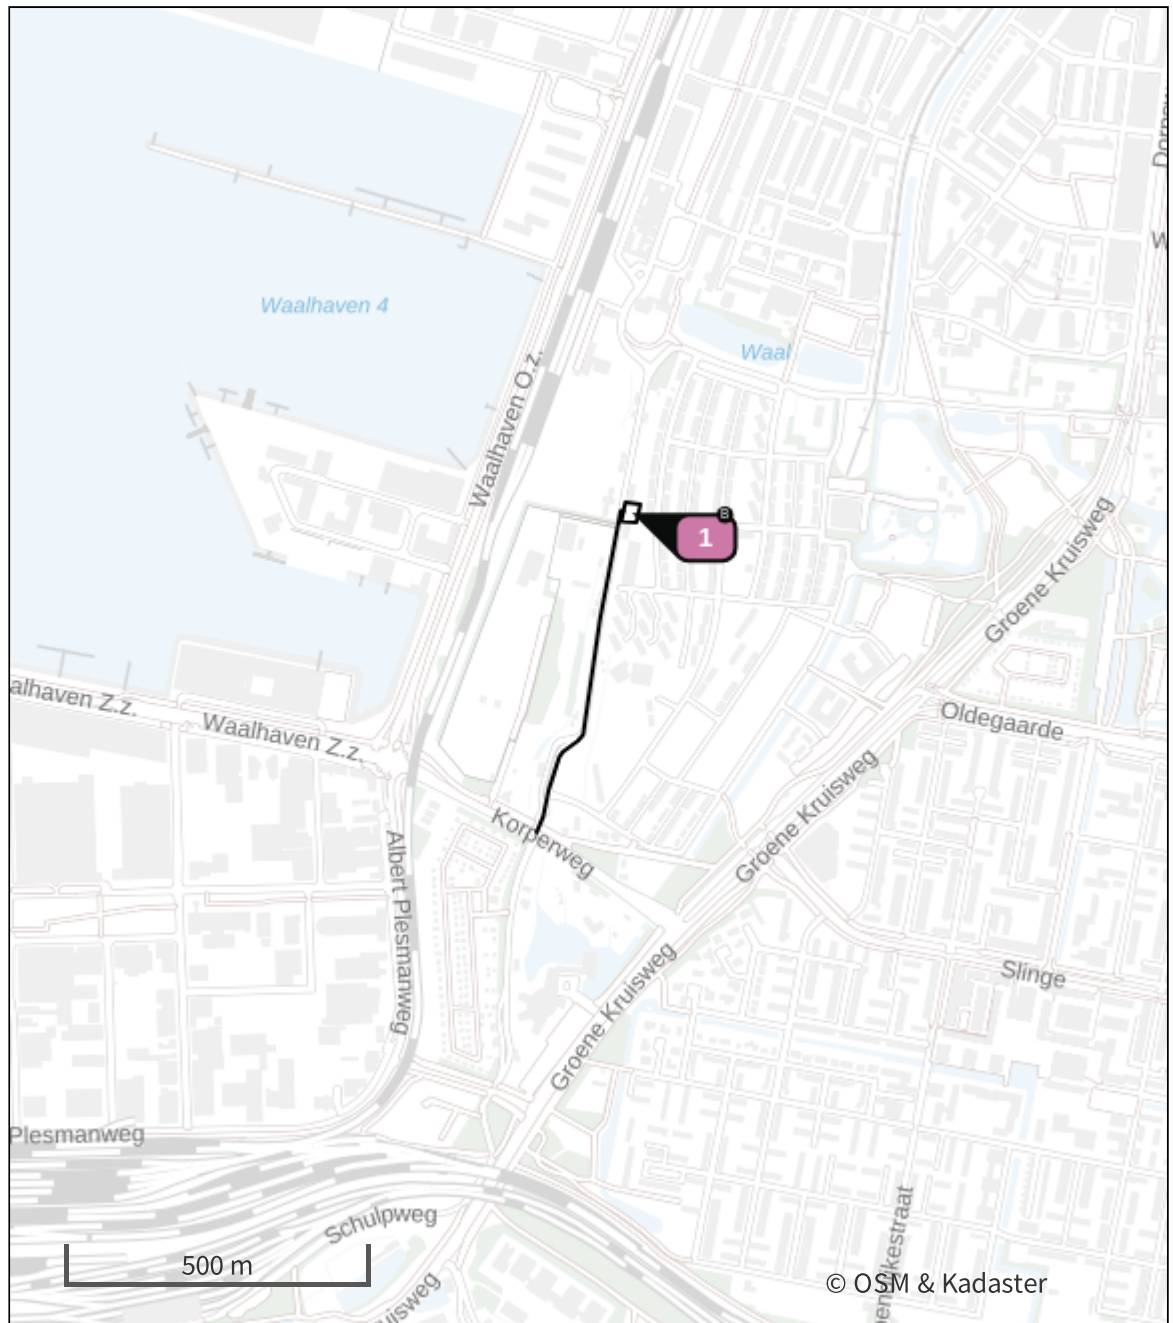 Waalhaven 4
Waal
Waalhaven O.z.
B
1
Groene Kruisweg
alhaven Z.z.
Waalhaven Z.z.
Oldegaarde
Groene Kruisweg
Korperweg
Albert Plesmanweg
Groene Kruisweg
Slinge
Plesmanweg
Schulpweg
500 m
uisweg
© OSM & Kadaster